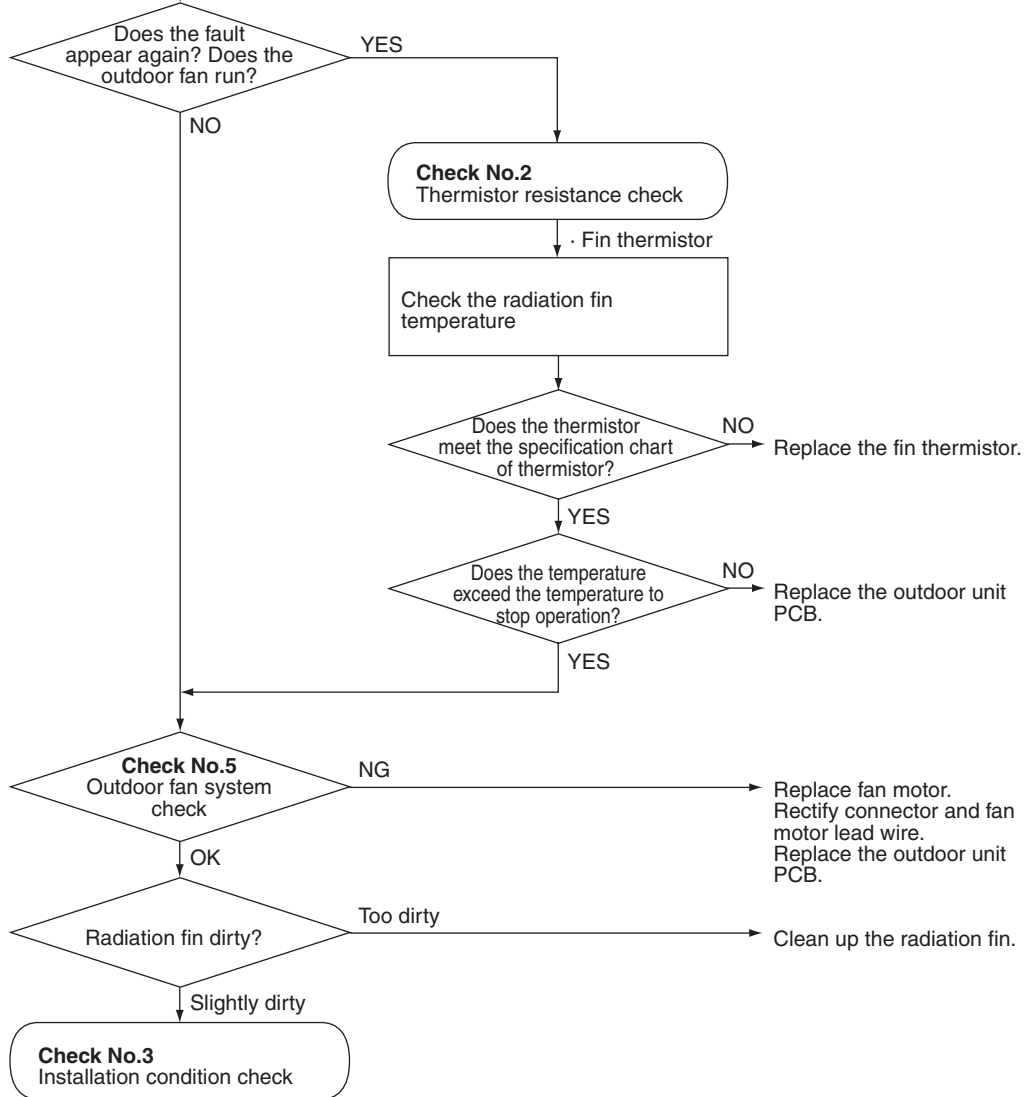 Does the fault
appear again? Does the
outdoor fan run?
YES
NO
Check No.2
Thermistor resistance check
· Fin thermistor
Check the radiation fin
temperature
Does the thermistor
meet the specification chart
of thermistor?
NO
Replace the fin thermistor.
YES
Does the temperature
exceed the temperature to
stop operation?
NO
Replace the outdoor unit
PCB.
YES
Check No.5
Outdoor fan system
check
NG
Replace fan motor.
Rectify connector and fan
motor lead wire.
Replace the outdoor unit
PCB.
OK
Radiation fin dirty?
Too dirty
Clean up the radiation fin.
Slightly dirty
Check No.3
Installation condition check